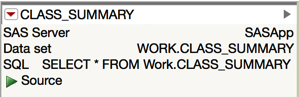 CLASS_SUMMARY
SAS Server SASApp
Data set WORK.CLASS_SUMMARY
SQL SELECT * FROM Work.CLASS_SUMMARY
Source